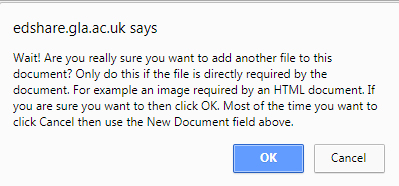 edshare.gla.ac.uk says
Wait! Are you really sure you want to add another file to this
document? Only do this if the file is directly required by the
document. For example an image required by an HTML document. If
you are sure you want to then click OK. Most of the time you want to
click Cancel then use the New Document field above.
OK Cancel